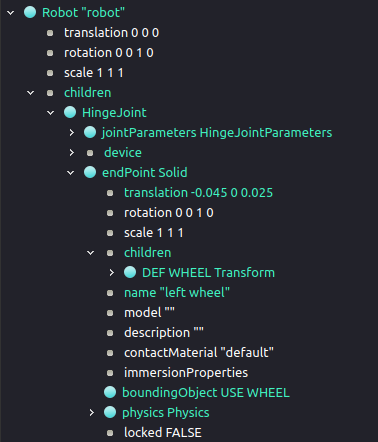 Robot "robot"
translation 0 0 0
rotation 0 0 1 0
scale 1 1 1
children
HingeJoint
jointParameters HingeJointParameters
device
endPoint Solid
translation -0.045 0 0.025
rotation 0 0 1 0
scale 1 1 1
children
DEF WHEEL Transform
name "left wheel"
model ""
description ""
contactMaterial "default"
immersionProperties
boundingObject USE WHEEL
physics Physics
locked FALSE